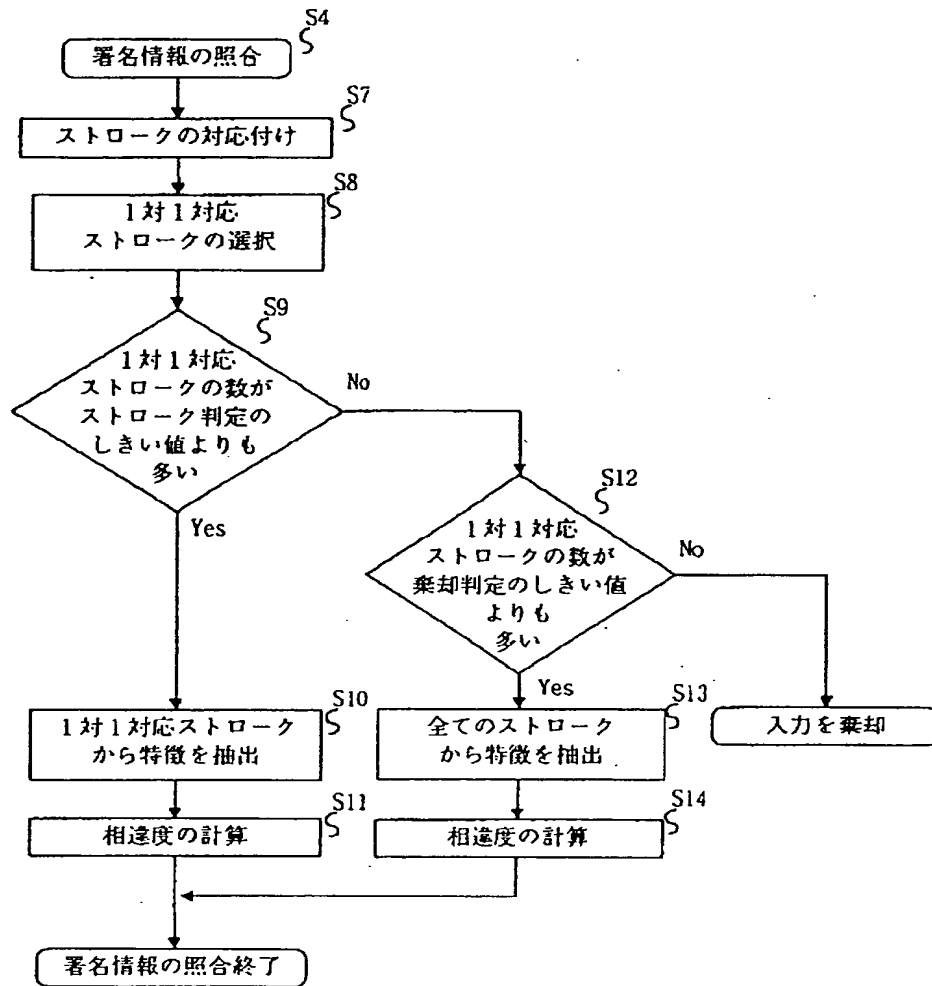 S4
署名情報の照合
S7
ストロークの対応付け
S8
1対1対応
ストロークの選択
S9
1対1対応
ストロークの数が
ストローク判定の
しきい値よりも
多い
No
Yes
S12
1対1対応
ストロークの数が
棄却判定のしきい値
よりも
多い
No
Yes
S10
1対1対応ストローク
から特徴を抽出
S13
全てのストローク
から特徴を抽出
入力を棄却
S11
相違度の計算
S14
相違度の計算
署名情報の照合終了